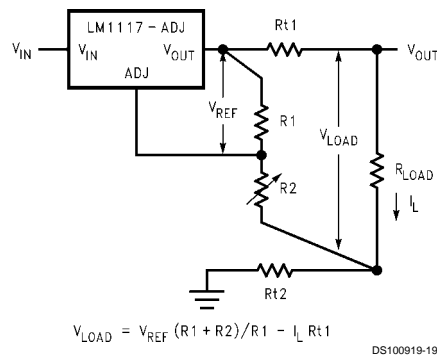 LM1117-ADJ
V_IN
V_IN
V_OUT
Rt1
V_OUT
ADJ
V_REF
R1
V_LOAD
R_LOAD
R2
I_L
Rt2
V_LOAD = V_REF (R1 + R2)/R1 - I_L Rt1
DS100919-19